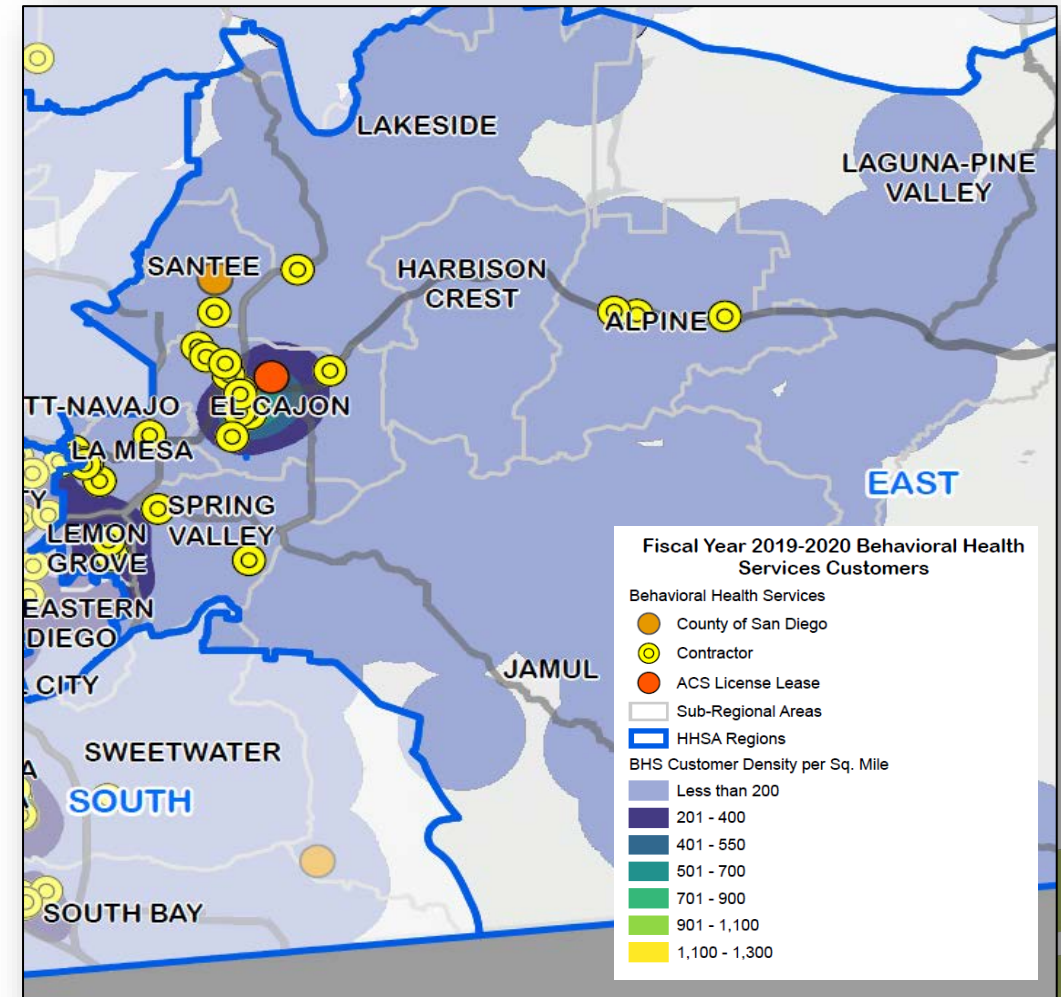 LAKESIDE
LAGUNA-PINE
VALLEY
SANTEE
HARBISON
CREST
ALPINE
TT-NAVAJO
EL CAJON
LA MESA
EAST
TY
SPRING
VALLEY
LEMON
GROVE
EASTERN
DIEGO
JAMUL
CITY
SWEETWATER
A
SOUTH
SOUTH BAY
Fiscal Year 2019-2020 Behavioral Health
Services Customers
Behavioral Health Services
County of San Diego
Contractor
ACS License Lease
Sub-Regional Areas
HHSA Regions
BHS Customer Density per Sq. Mile
Less than 200
201 - 400
401 - 550
501 - 700
701 - 900
901 - 1,100
1,100 - 1,300